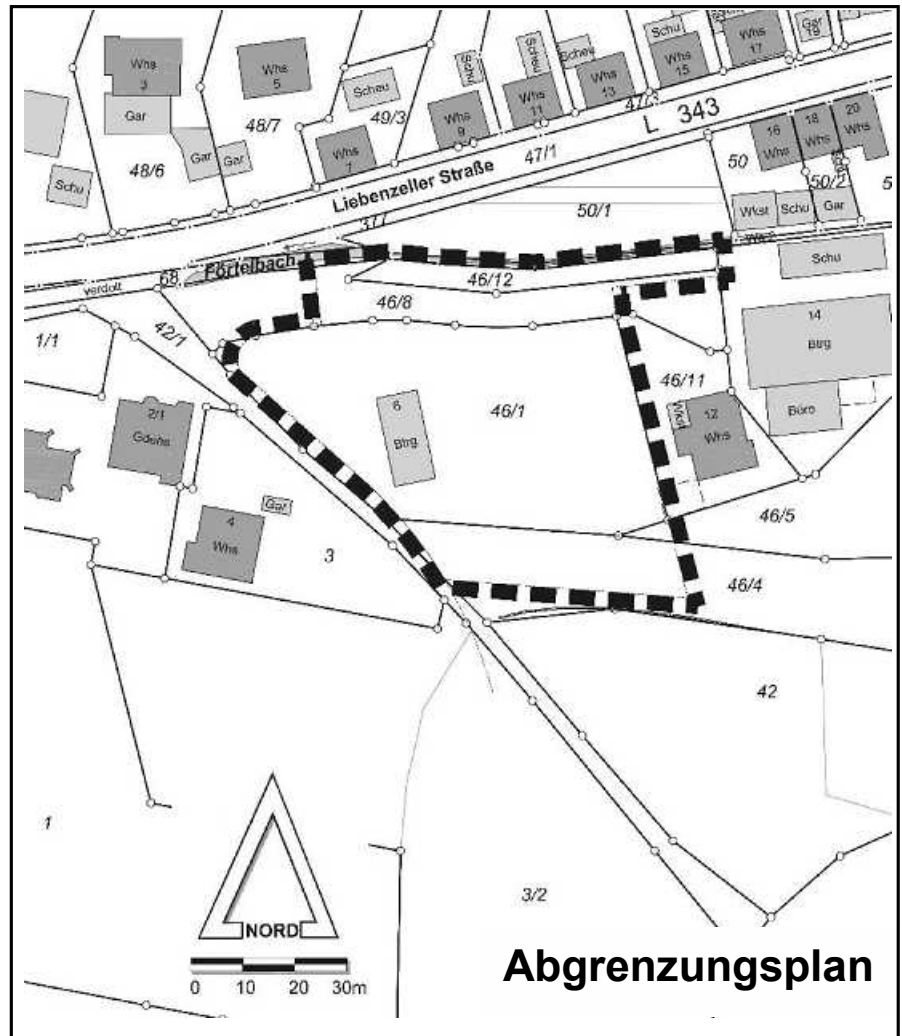 Whs
3
Gar
48/6
Schu
Gar
Gar
Whs
5
48/7
Scheu
49/3
Whs
7
Schu
Whs
9
Scheu
Whs
11
Scheu
Whs
13
Schu
Whs
15
Whs
17
Gar
19
47/3
L 343
47/1
Liebenzeller Straße
377
50/1
50
16
Whs
18
Whs
20
Whs
50/2
Wkst
Schu
Gar
5
68
Förtelbach
verdolt
46/12
46/8
42/1
1/1
Schu
14
Btrg
Büro
2/1
Gdehs
6
Btrg
46/1
46/11
Wkst
12
Whs
4
Whs
Gar
3
46/5
46/4
42
1
3/2
NORD
0 10 20 30m
Abgrenzungsplan